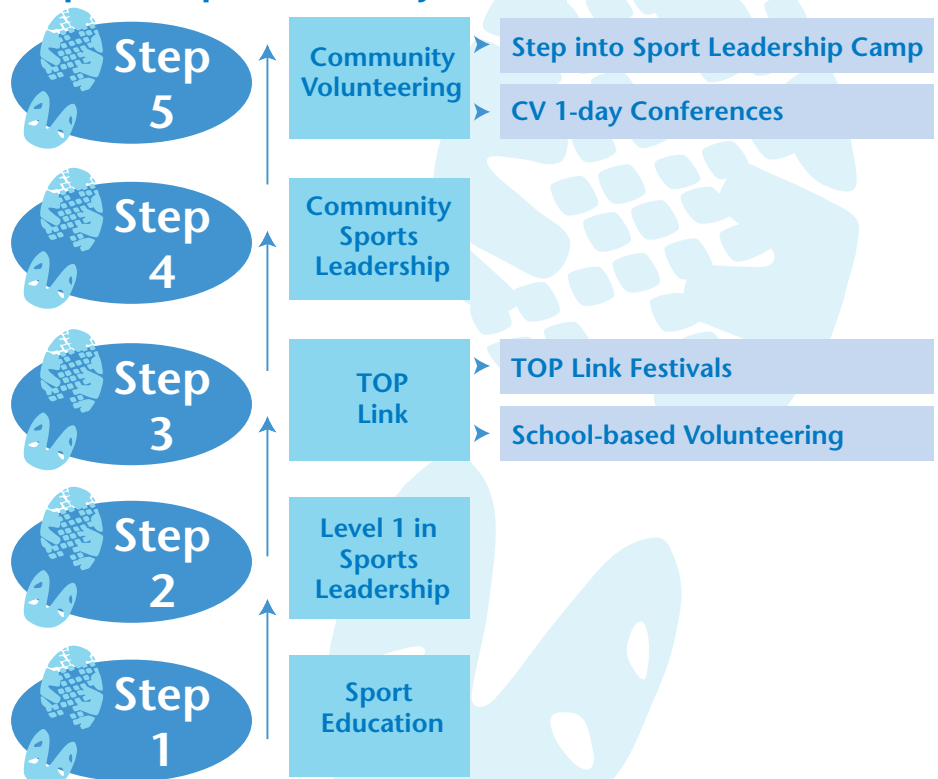 Step
5
Community
Volunteering
Step into Sport Leadership Camp
CV 1-day Conferences
Step
4
Community
Sports
Leadership
Step
3
TOP
Link
TOP Link Festivals
School-based Volunteering
Step
2
Level 1 in
Sports
Leadership
Step
1
Sport
Education